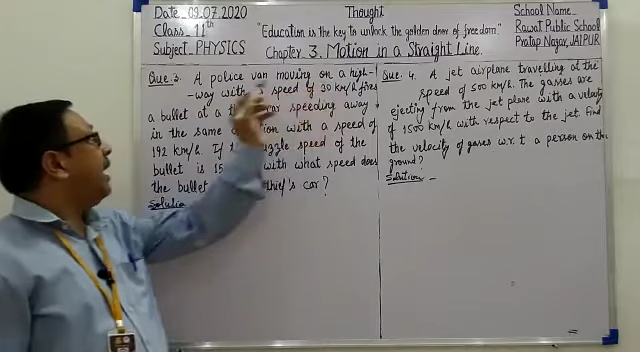 Date 09.07.2020
Class 11th
Subject PHYSICS
Thought
"Education is the key to unlock the golden door of freedom."
Chapter 3. Motion in a Straight Line.
School Name
Rawat Public School
Pratap Nagar, JAIPUR
Que. 3. A police van moving on a high-
-way with a speed of 30 km/h fires
a bullet at a car speeding away
in the same with a speed of
192 km/h. If speed of the
bullet is with what speed does
the bullet thief's car?
Solution
Que. 4. A jet airplane travelling at the
speed of 500 km/h. The gasses are
ejecting from the jet plane with a velocity
of 1500 km/h with respect to the jet. Find
the velocity of gases w.r.t a person on the
ground?
Solution -